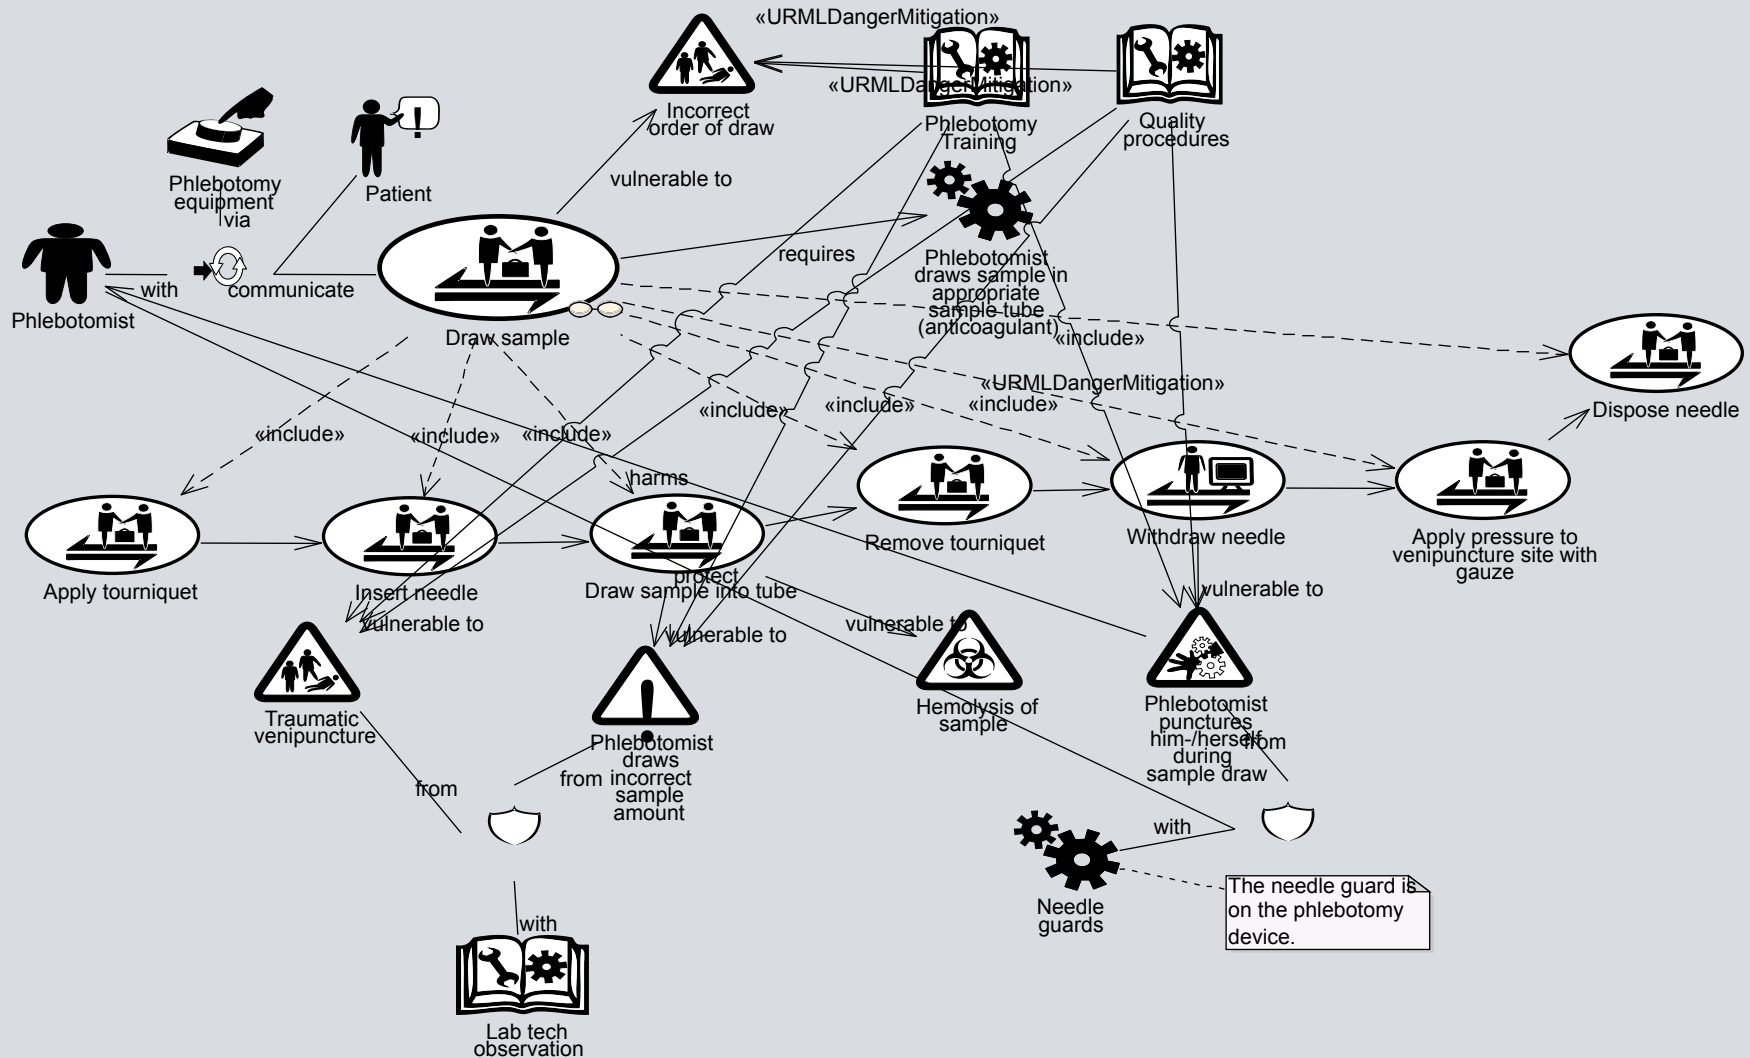 «URMLDangerMitigation»
«URMLDangerMitigation»
Incorrect
order of draw
Phlebotomy
Training
Quality
procedures
Phlebotomy
equipment
via
Patient
vulnerable to
requires
Phlebotomist
draws sample in
appropriate
sample tube
(anticoagulant)
with
communicate
Phlebotomist
Draw sample
«include»
«URMLDangerMitigation»
«include»
«include»
«include»
Dispose needle
«include»
«include»
«include»
harms
Remove tourniquet
Withdraw needle
Apply pressure to
venipuncture site with
gauze
Apply tourniquet
Insert needle
protect
Draw sample into tube
vulnerable to
vulnerable to
vulnerable to
vulnerable to
Traumatic
venipuncture
Phlebotomist
draws
incorrect
sample
amount
Hemolysis of
sample
Phlebotomist
punctures
him-/herself
during
sample draw
from
from
from
with
with
Needle
guards
The needle guard is
on the phlebotomy
device.
Lab tech
observation